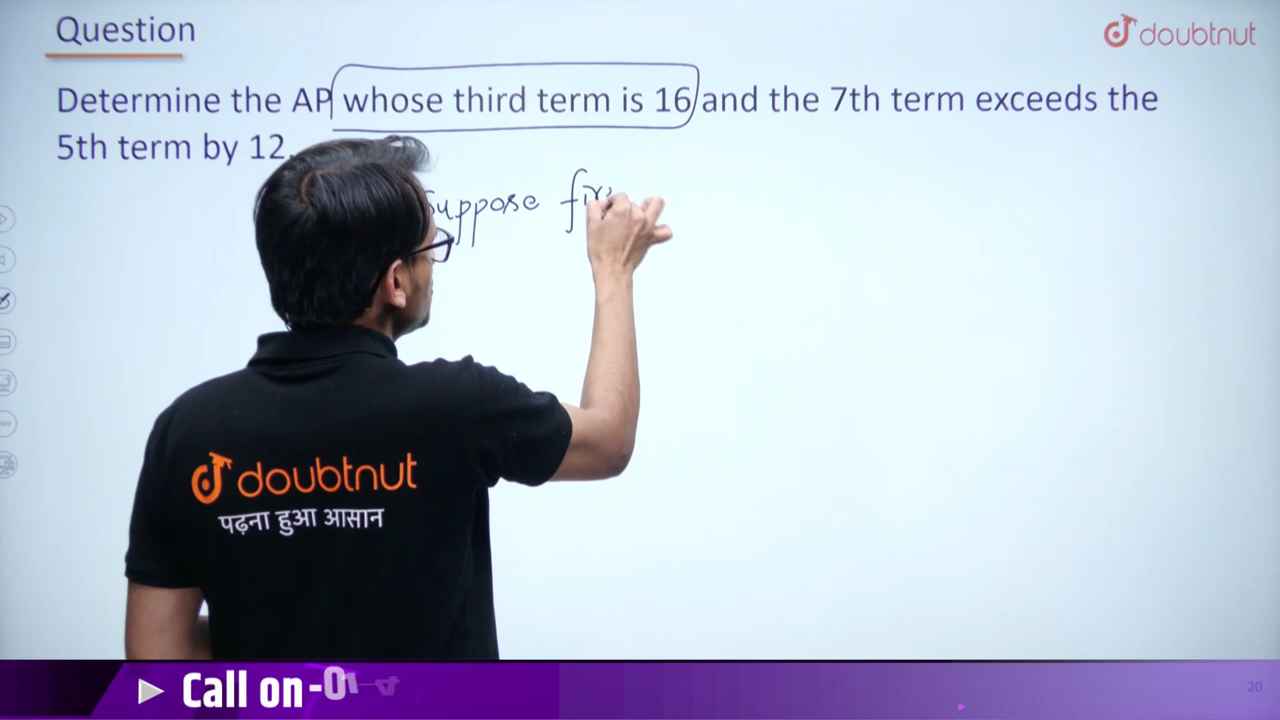 Question
doubtnut
Determine the AP whose third term is 16 and the 7th term exceeds the
5th term by 12.
Suppose
doubtnut
पढ़ना हुआ आसान
Call on-
20